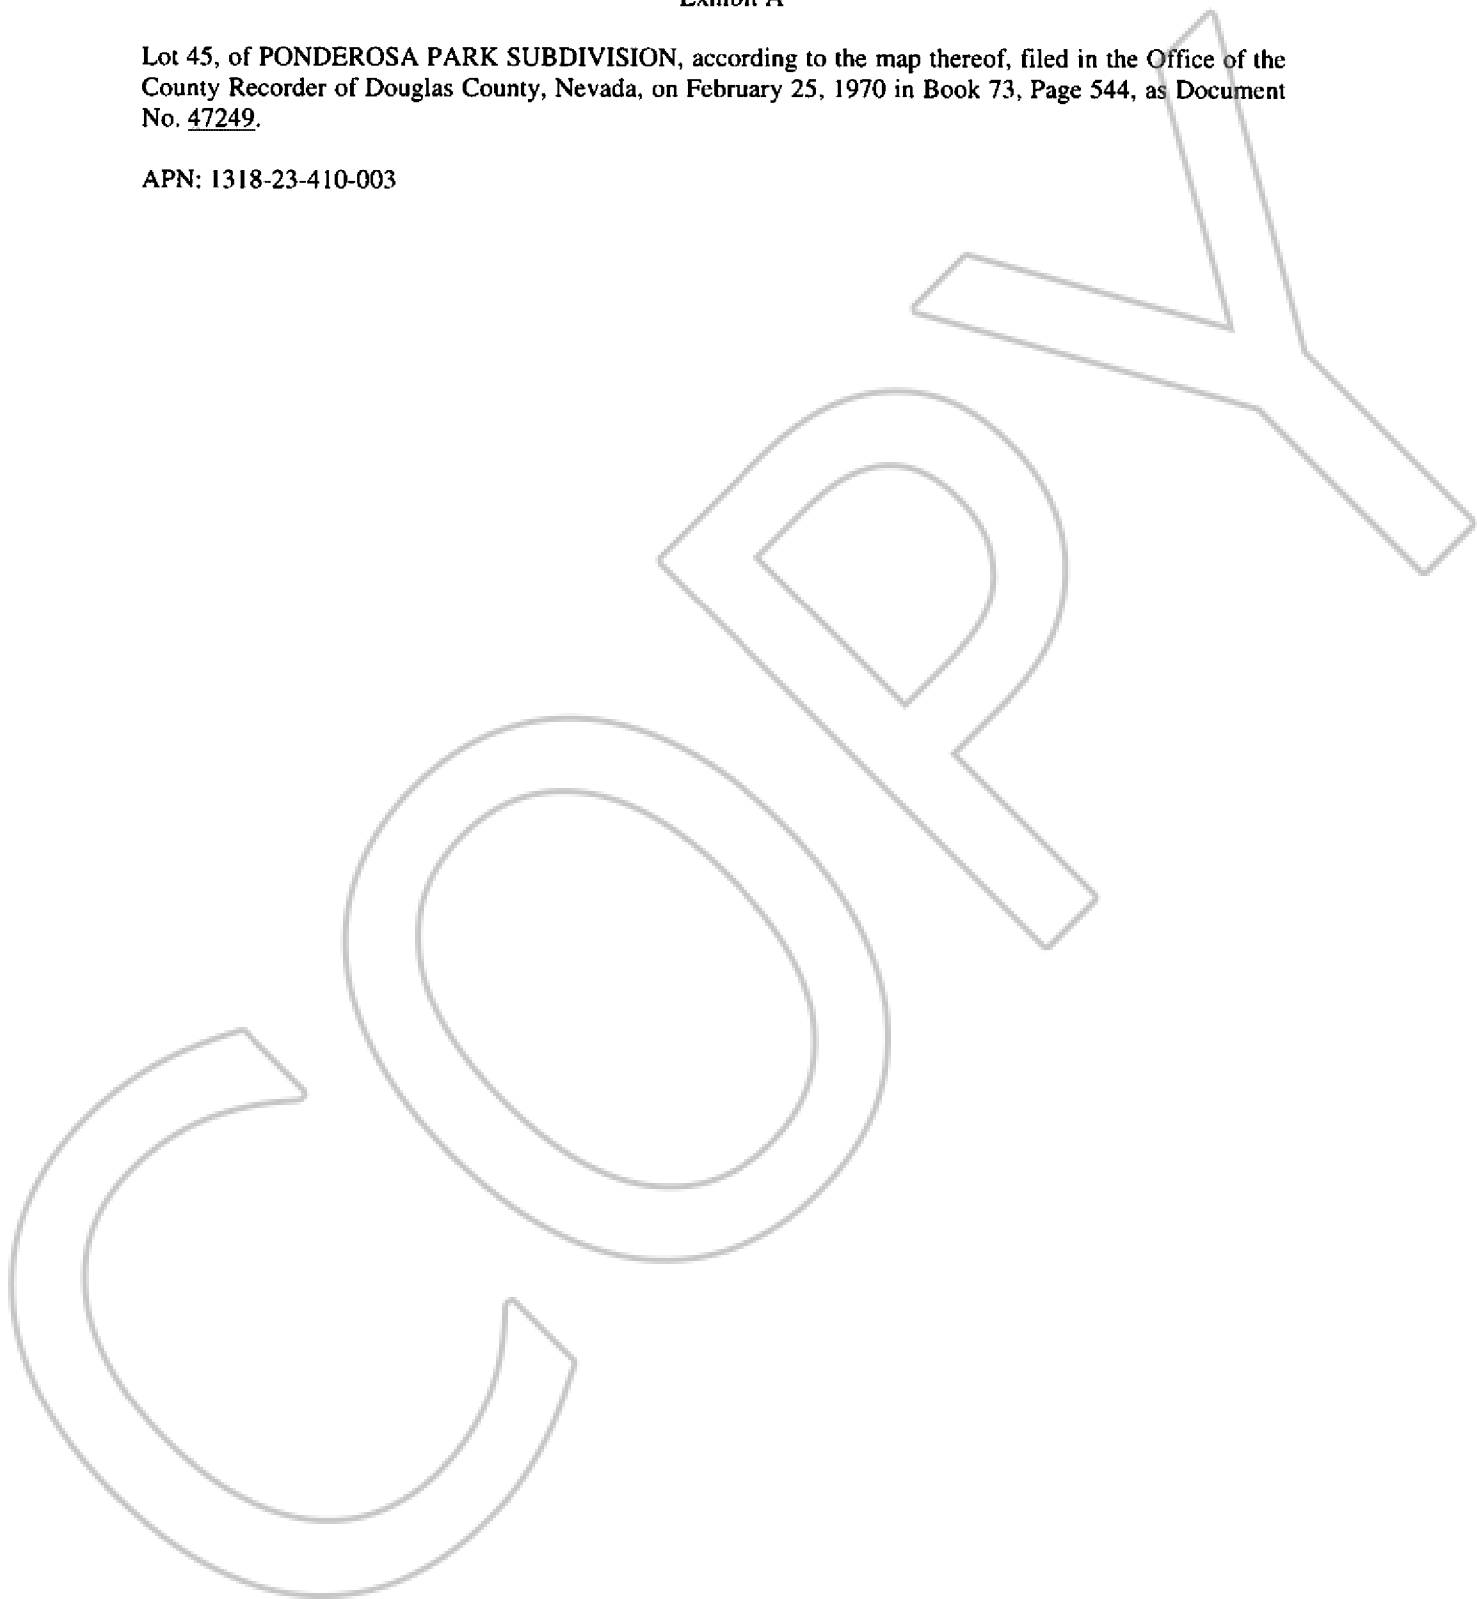 Exhibit A
Lot 45, of PONDEROSA PARK SUBDIVISION, according to the map thereof, filed in the Office of the
County Recorder of Douglas County, Nevada, on February 25, 1970 in Book 73, Page 544, as Document
No. 47249.
APN: 1318-23-410-003
COPY